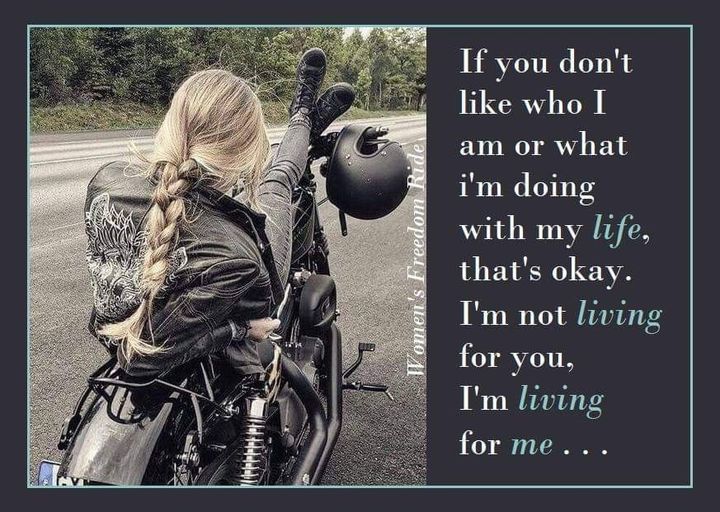 If you don't
like who I
am or what
i'm doing
with my life,
that's okay.
I'm not living
for you,
I'm living
for me . . .
Women's Freedom Ride